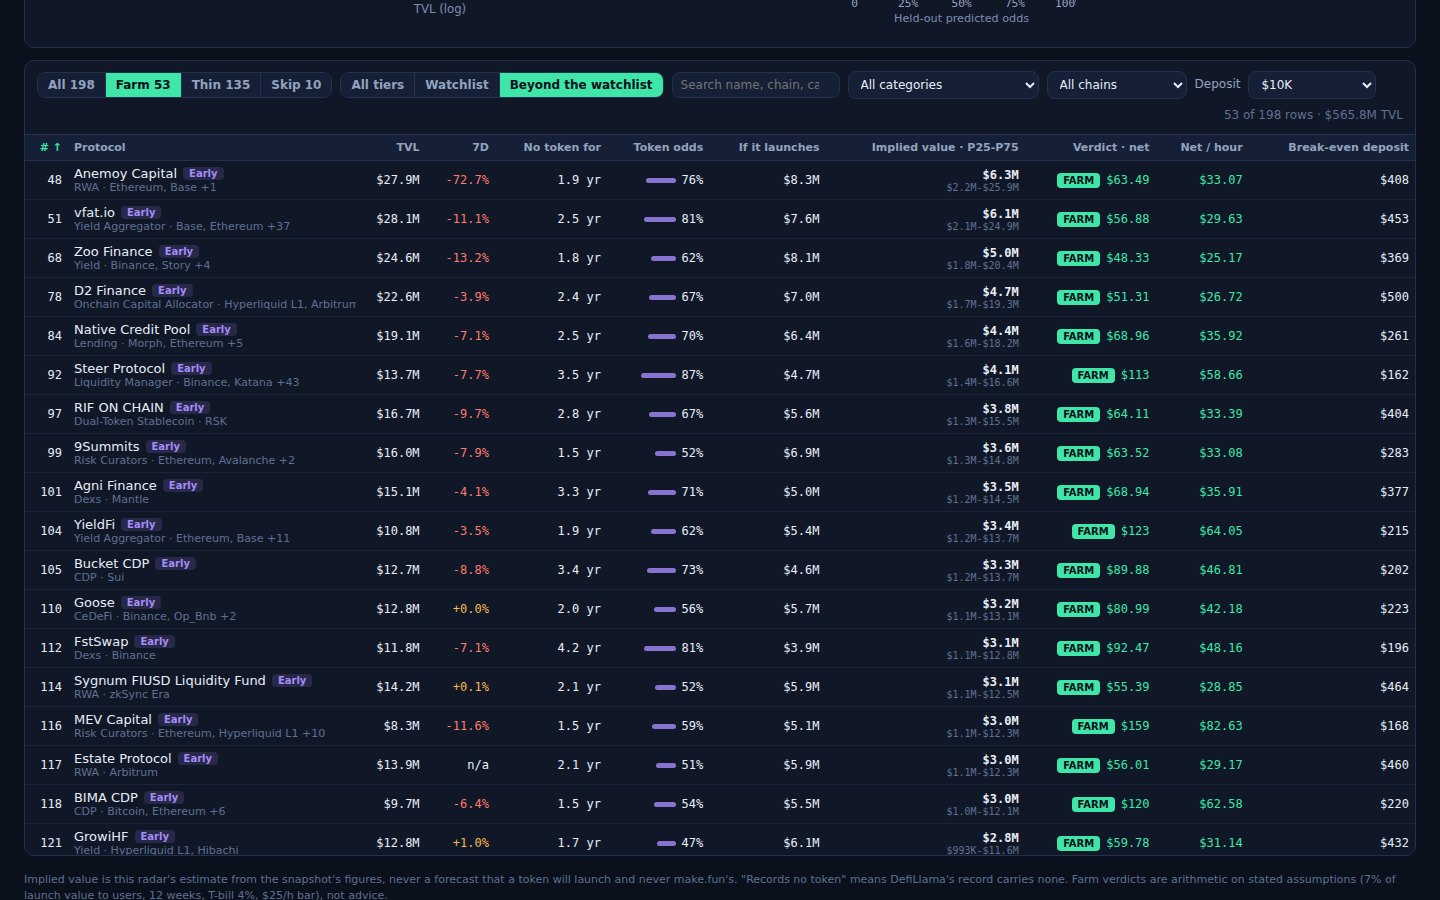 TVL (log)
0 25% 50% 75% 100
Held-out predicted odds
All 198 Farm 53 Thin 135 Skip 10 All tiers Watchlist Beyond the watchlist Search name, chain, ca All categories All chains Deposit $10K
53 of 198 rows · $565.8M TVL
# ↑ Protocol TVL 7D No token for Token odds If it launches Implied value · P25-P75 Verdict · net Net / hour Break-even deposit
48 Anemoy Capital Early $27.9M -72.7% 1.9 yr 76% $8.3M $6.3M FARM $63.49 $33.07 $408
RWA · Ethereum, Base +1 $2.2M-$25.9M
51 vfat.io Early $28.1M -11.1% 2.5 yr 81% $7.6M $6.1M FARM $56.88 $29.63 $453
Yield Aggregator · Base, Ethereum +37 $2.1M-$24.9M
68 Zoo Finance Early $24.6M -13.2% 1.8 yr 62% $8.1M $5.0M FARM $48.33 $25.17 $369
Yield · Binance, Story +4 $1.8M-$20.4M
78 D2 Finance Early $22.6M -3.9% 2.4 yr 67% $7.0M $4.7M FARM $51.31 $26.72 $500
Onchain Capital Allocator · Hyperliquid L1, Arbitrum $1.7M-$19.3M
84 Native Credit Pool Early $19.1M -7.1% 2.5 yr 70% $6.4M $4.4M FARM $68.96 $35.92 $261
Lending · Morph, Ethereum +5 $1.6M-$18.2M
92 Steer Protocol Early $13.7M -7.7% 3.5 yr 87% $4.7M $4.1M FARM $113 $58.66 $162
Liquidity Manager · Binance, Katana +43 $1.4M-$16.6M
97 RIF ON CHAIN Early $16.7M -9.7% 2.8 yr 67% $5.6M $3.8M FARM $64.11 $33.39 $404
Dual-Token Stablecoin · RSK $1.3M-$15.5M
99 9Summits Early $16.0M -7.9% 1.5 yr 52% $6.9M $3.6M FARM $63.52 $33.08 $283
Risk Curators · Ethereum, Avalanche +2 $1.3M-$14.8M
101 Agni Finance Early $15.1M -4.1% 3.3 yr 71% $5.0M $3.5M FARM $68.94 $35.91 $377
Dexs · Mantle $1.2M-$14.5M
104 YieldFi Early $10.8M -3.5% 1.9 yr 62% $5.4M $3.4M FARM $123 $64.05 $215
Yield Aggregator · Ethereum, Base +11 $1.2M-$13.7M
105 Bucket CDP Early $12.7M -8.8% 3.4 yr 73% $4.6M $3.3M FARM $89.88 $46.81 $202
CDP · Sui $1.2M-$13.7M
110 Goose Early $12.8M +0.0% 2.0 yr 56% $5.7M $3.2M FARM $80.99 $42.18 $223
CeDeFi · Binance, Op_Bnb +2 $1.1M-$13.1M
112 FstSwap Early $11.8M -7.1% 4.2 yr 81% $3.9M $3.1M FARM $92.47 $48.16 $196
Dexs · Binance $1.1M-$12.8M
114 Sygnum FIUSD Liquidity Fund Early $14.2M +0.1% 2.1 yr 52% $5.9M $3.1M FARM $55.39 $28.85 $464
RWA · zkSync Era $1.1M-$12.5M
116 MEV Capital Early $8.3M -11.6% 1.5 yr 59% $5.1M $3.0M FARM $159 $82.63 $168
Risk Curators · Ethereum, Hyperliquid L1 +10 $1.1M-$12.3M
117 Estate Protocol Early $13.9M n/a 2.1 yr 51% $5.9M $3.0M FARM $56.01 $29.17 $460
RWA · Arbitrum $1.1M-$12.3M
118 BIMA CDP Early $9.7M -6.4% 1.5 yr 54% $5.5M $3.0M FARM $120 $62.58 $220
CDP · Bitcoin, Ethereum +6 $1.0M-$12.1M
121 GrowiHF Early $12.8M +1.0% 1.7 yr 47% $6.1M $2.8M FARM $59.78 $31.14 $432
Yield · Hyperliquid L1, Hibachi $993K-$11.6M
Implied value is this radar's estimate from the snapshot's figures, never a forecast that a token will launch and never make.fun's. "Records no token" means DefiLlama's record carries none. Farm verdicts are arithmetic on stated assumptions (7% of
launch value to users, 12 weeks, T-bill 4%, $25/h bar), not advice.